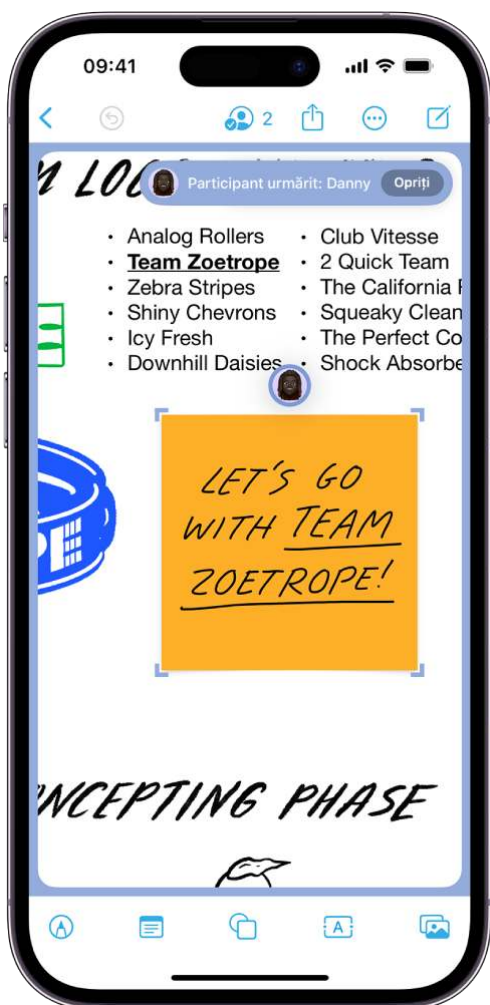 09:41
2
Participant urmărit: Danny Opriți
• Analog Rollers
• Team Zoetrope
• Zebra Stripes
• Shiny Chevrons
• Icy Fresh
• Downhill Daisies
• Club Vitesse
• 2 Quick Team
• The California
• Squeaky Clean
• The Perfect Co
• Shock Absorbe
LET'S GO
WITH TEAM
ZOETROPE!
NCEPTING PHASE
A